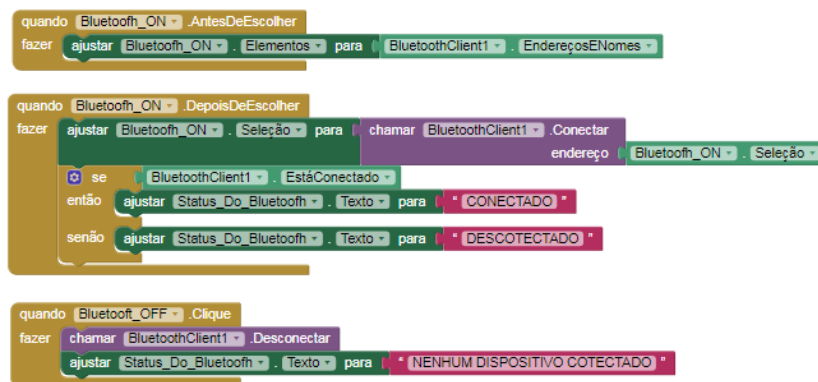 quando Bluetoofh_ON .AntesDeEscolher
fazer ajustar Bluetoofh_ON . Elementos para BluetoothClient1 . EndereçosENomes
quando Bluetoofh_ON .DepoisDeEscolher
fazer ajustar Bluetoofh_ON . Seleção para chamar BluetoothClient1 .Conectar
endereço Bluetoofh_ON . Seleção
se BluetoothClient1 . EstáConectado
então ajustar Status_Do_Bluetoofh . Texto para " CONECTADO "
senão ajustar Status_Do_Bluetoofh . Texto para " DESCOTECTADO "
quando Bluetooft_OFF .Clique
fazer chamar BluetoothClient1 .Desconectar
ajustar Status_Do_Bluetoofh . Texto para " NENHUM DISPOSITIVO COTECTADO "